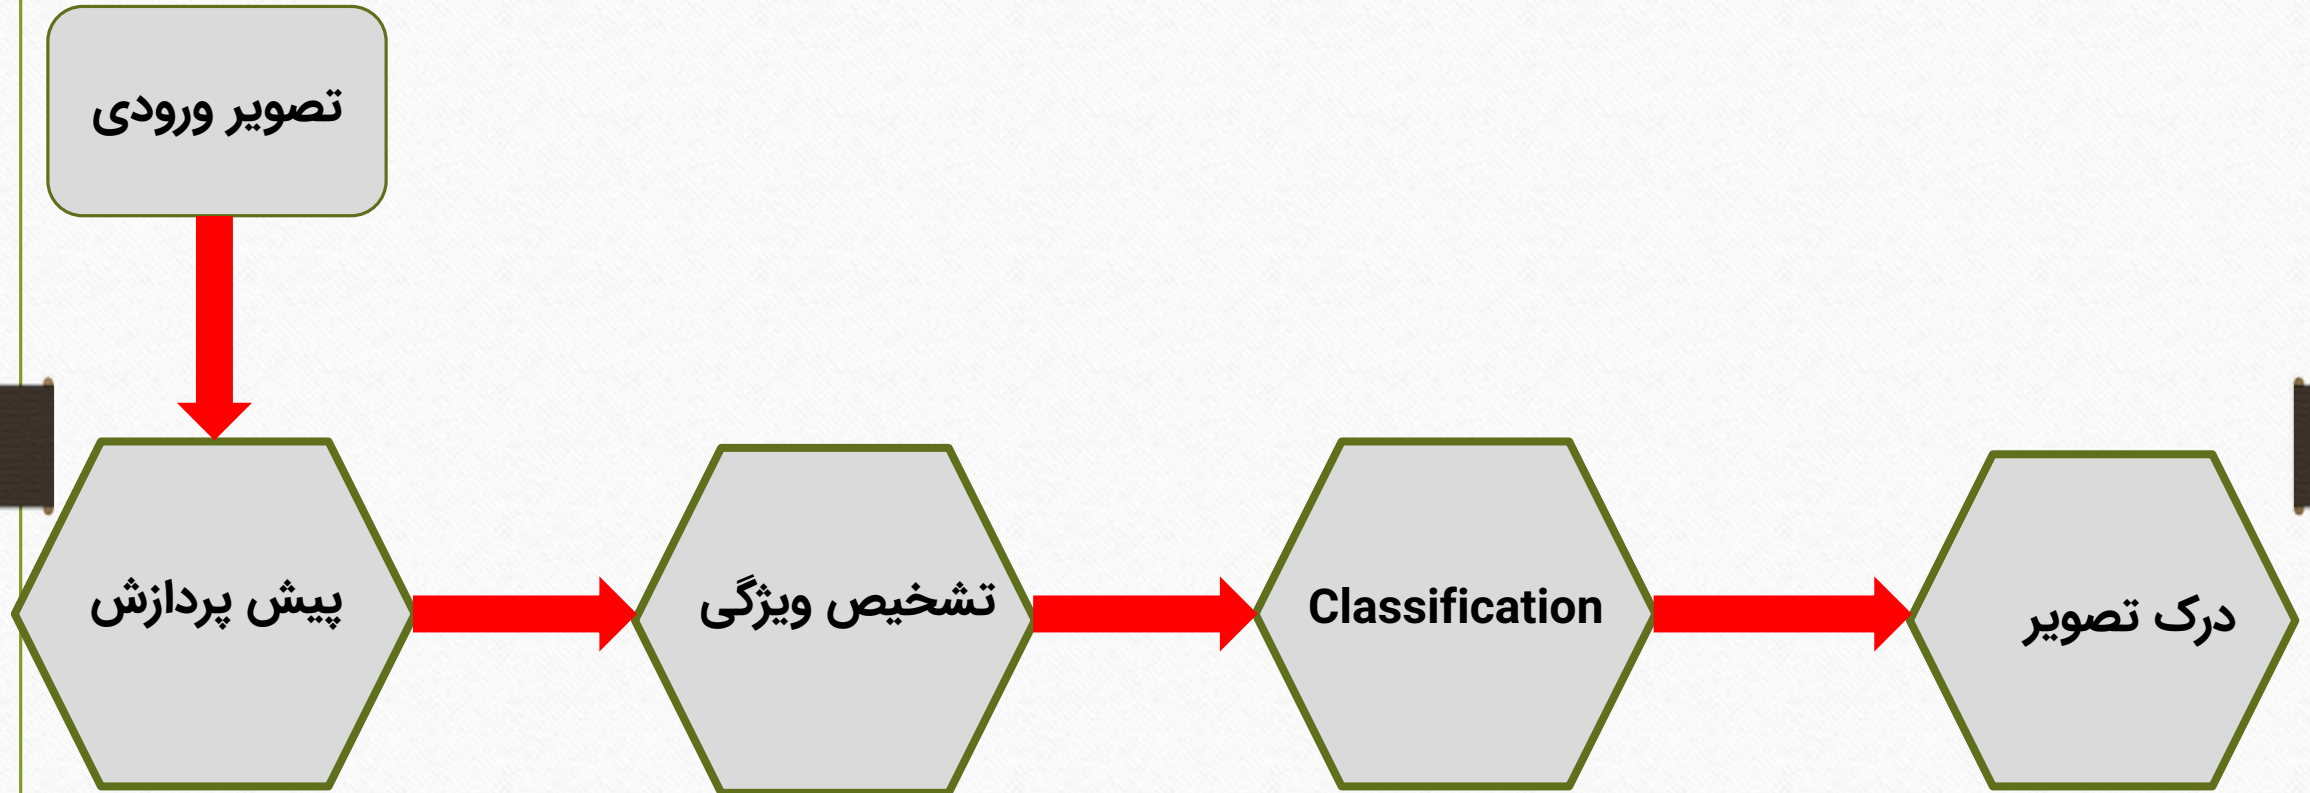 تصویر ورودی
پیش پردازش
تشخیص ویژگی
Classification
درک تصویر